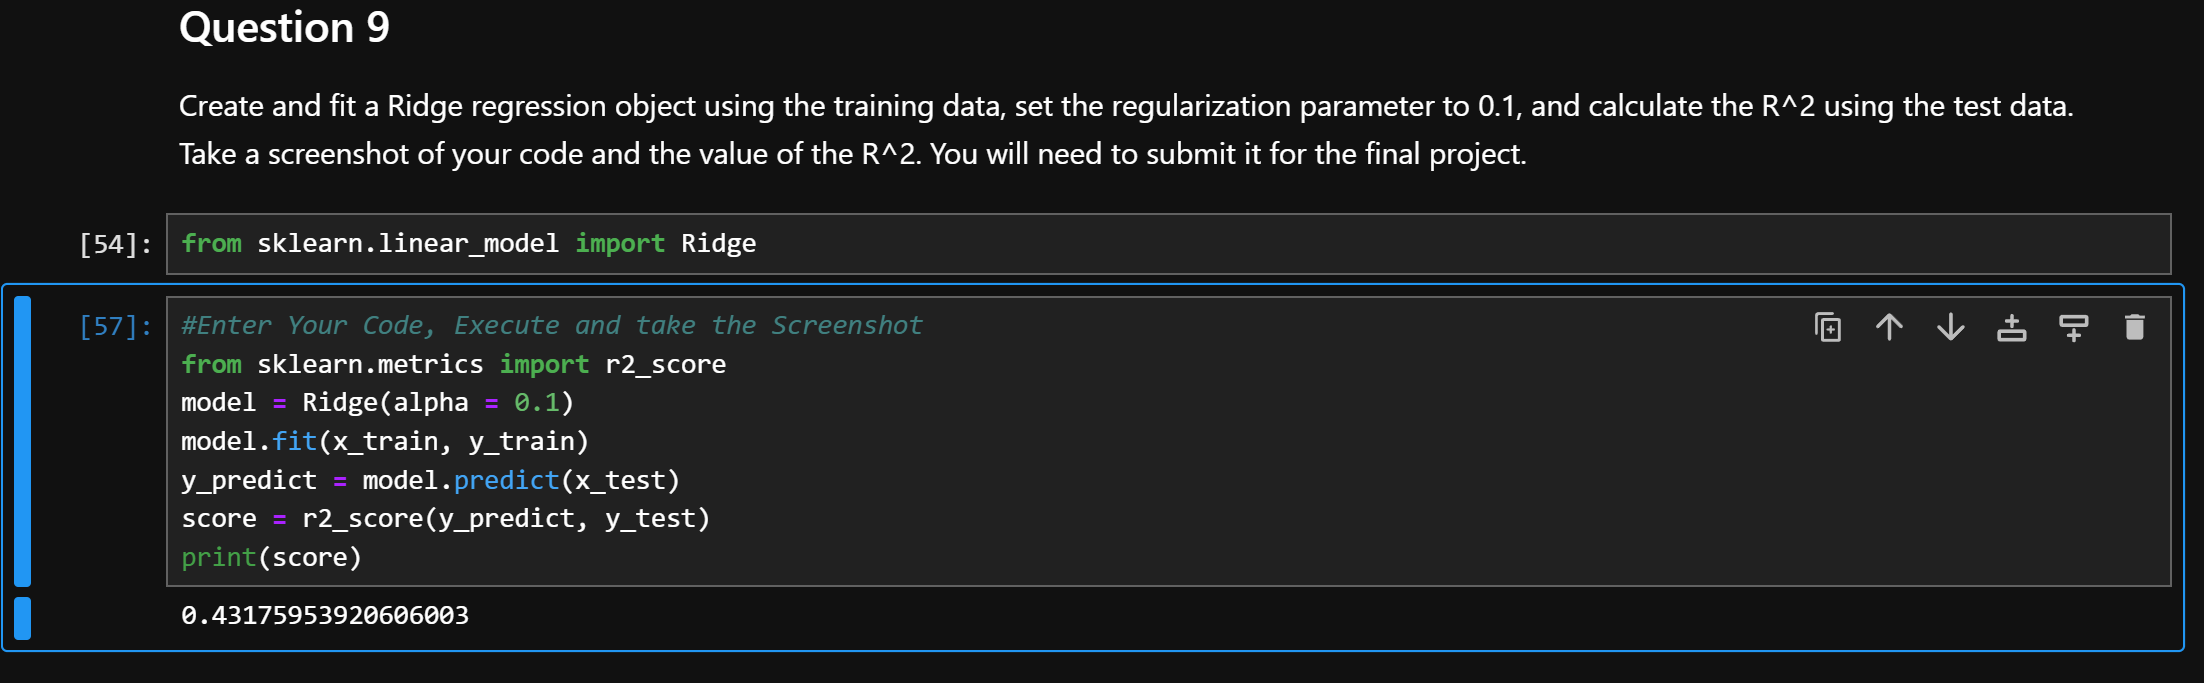 Question 9
Create and fit a Ridge regression object using the training data, set the regularization parameter to 0.1, and calculate the R^2 using the test data.
Take a screenshot of your code and the value of the R^2. You will need to submit it for the final project.
[54]: from sklearn.linear_model import Ridge
[57]: #Enter Your Code, Execute and take the Screenshot
from sklearn.metrics import r2_score
model = Ridge(alpha = 0.1)
model.fit(x_train, y_train)
y_predict = model.predict(x_test)
score = r2_score(y_predict, y_test)
print(score)
0.43175953920606003